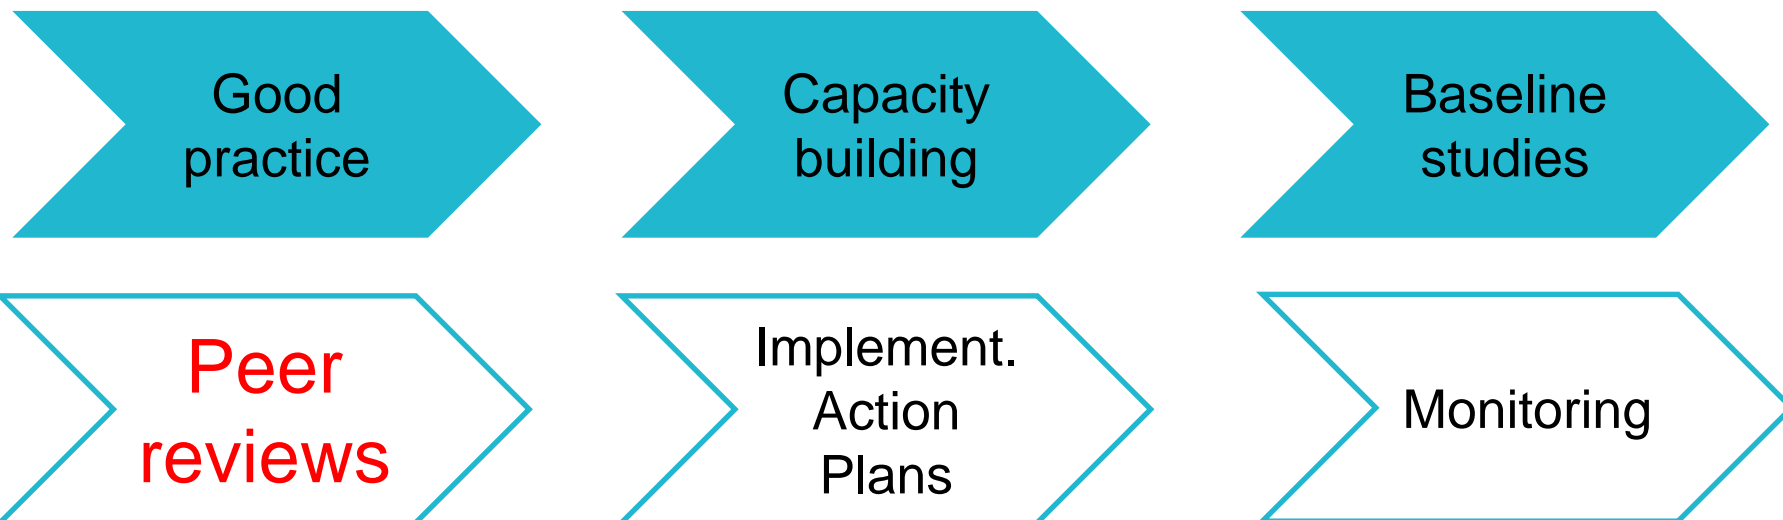 Good
practice
Capacity
building
Baseline
studies
Peer
reviews
Implement.
Action
Plans
Monitoring